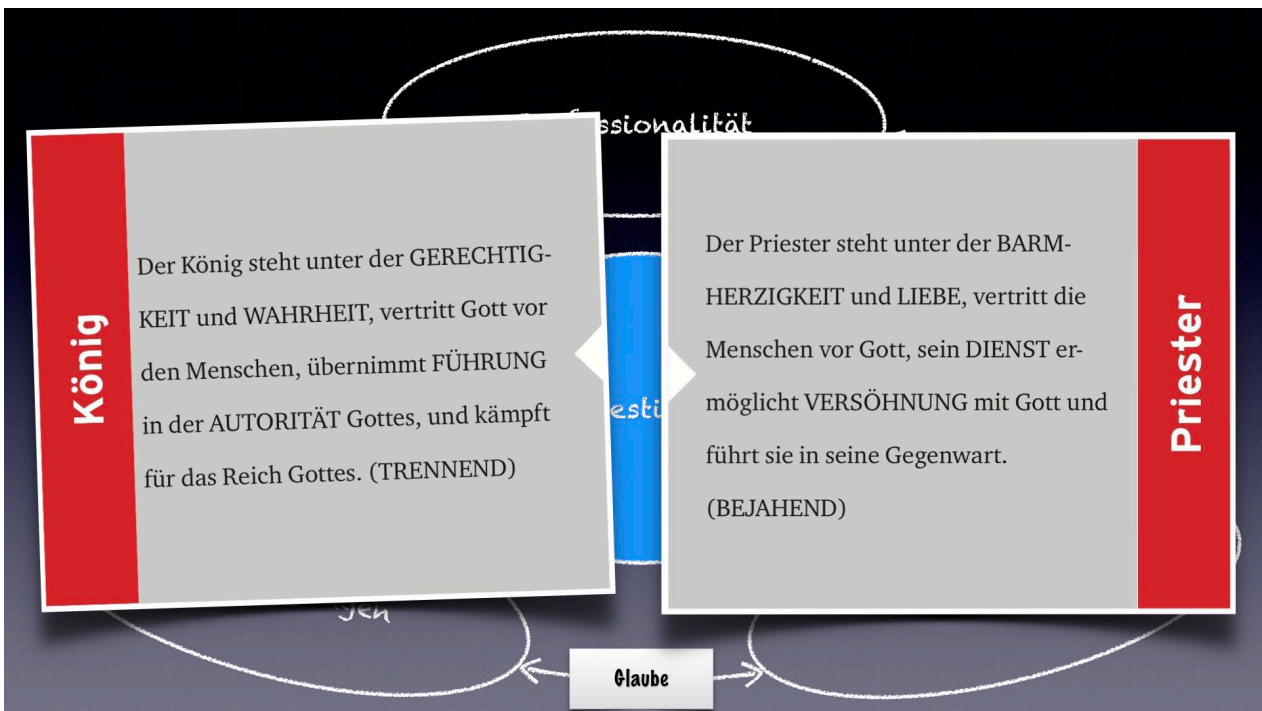 ssionalität
König
Der König steht unter der GERECHTIG-
KEIT und WAHRHEIT, vertritt Gott vor
den Menschen, übernimmt FÜHRUNG
in der AUTORITÄT Gottes, und kämpft
für das Reich Gottes. (TRENNEND)
Der Priester steht unter der BARM-
HERZIGKEIT und LIEBE, vertritt die
Menschen vor Gott, sein DIENST er-
möglicht VERSÖHNUNG mit Gott und
führt sie in seine Gegenwart.
(BEJAHEND)
Priester
esti
gen
Glaube